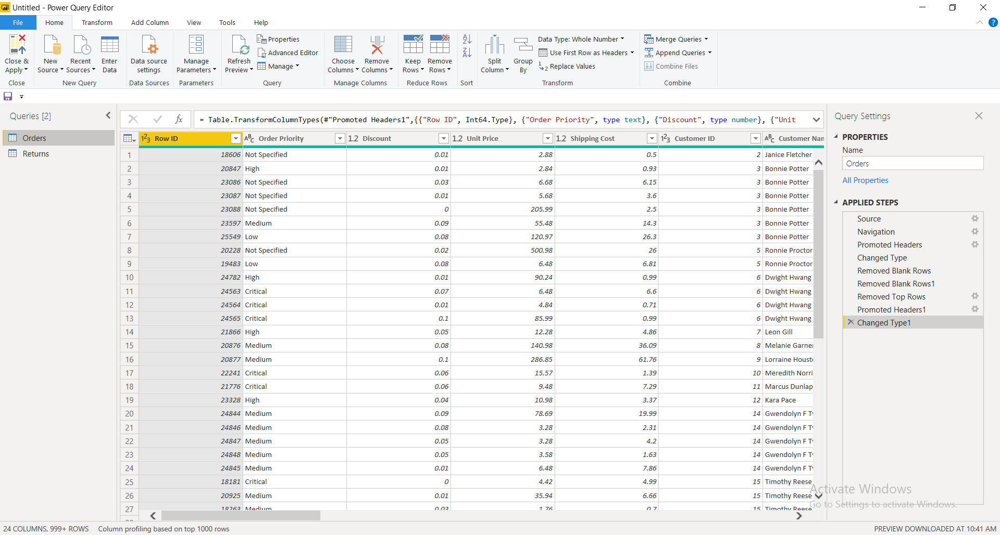 Untitled - Power Query Editor
File Home Transform Add Column View Tools Help
Close & Apply
Close
New Source
Recent Sources
Enter Data
New Query
Data source settings
Data Sources
Manage Parameters
Parameters
Refresh Preview
Properties
Advanced Editor
Manage
Query
Choose Columns
Remove Columns
Manage Columns
Keep Rows
Remove Rows
Reduce Rows
Sort
Split Column
Group By
Data Type: Whole Number
Use First Row as Headers
Replace Values
Transform
Merge Queries
Append Queries
Combine Files
Combine
Queries [2]
Orders
Returns
= Table.TransformColumnTypes(#"Promoted Headers1",{{"Row ID", Int64.Type}, {"Order Priority", type text}, {"Discount", type number}, {"Unit
Row ID Order Priority 1.2 Discount 1.2 Unit Price 1.2 Shipping Cost Customer ID Customer Nam
1 18606 Not Specified 0.01 2.88 0.5 2 Janice Fletcher
2 20847 High 0.01 2.84 0.93 3 Bonnie Potter
3 23086 Not Specified 0.03 6.68 6.15 3 Bonnie Potter
4 23087 Not Specified 0.01 5.68 3.6 3 Bonnie Potter
5 23088 Not Specified 0 205.99 2.5 3 Bonnie Potter
6 23597 Medium 0.09 55.48 14.3 3 Bonnie Potter
7 25549 Low 0.08 120.97 26.3 3 Bonnie Potter
8 20228 Not Specified 0.02 500.98 26 5 Ronnie Proctor
9 19483 Low 0.08 6.48 6.81 5 Ronnie Proctor
10 24782 High 0.01 90.24 0.99 6 Dwight Hwang
11 24563 Critical 0.07 6.48 6.6 6 Dwight Hwang
12 24564 Critical 0.01 4.84 0.71 6 Dwight Hwang
13 24565 Critical 0.1 85.99 0.99 6 Dwight Hwang
14 21866 High 0.05 12.28 4.86 7 Leon Gill
15 20876 Medium 0.08 140.98 36.09 8 Melanie Garne
16 20877 Medium 0.1 286.85 61.76 9 Lorraine Houst
17 22241 Critical 0.06 15.57 1.39 10 Meredith Norri
18 21776 Critical 0.06 9.48 7.29 11 Marcus Dunlap
19 23328 High 0.04 10.98 3.37 12 Kara Pace
20 24844 Medium 0.09 78.69 19.99 14 Gwendolyn F T
21 24846 Medium 0.08 3.28 2.31 14 Gwendolyn F T
22 24847 Medium 0.05 3.28 4.2 14 Gwendolyn F T
23 24848 Medium 0.05 3.58 1.63 14 Gwendolyn F T
24 24845 Medium 0.01 6.48 7.86 14 Gwendolyn F T
25 18181 Critical 0 4.42 4.99 15 Timothy Reese
26 20925 Medium 0.01 35.94 6.66 15 Timothy Reese
27 18263 Medium 0.03 1.76 0.7 15 Timothy Reese
Query Settings
PROPERTIES
Name
Orders
All Properties
APPLIED STEPS
Source
Navigation
Promoted Headers
Changed Type
Removed Blank Rows
Removed Blank Rows1
Removed Top Rows
Promoted Headers1
Changed Type1
Activate Windows
Go to Settings to activate Windows.
24 COLUMNS, 999+ ROWS Column profiling based on top 1000 rows
PREVIEW DOWNLOADED AT 10:41 AM